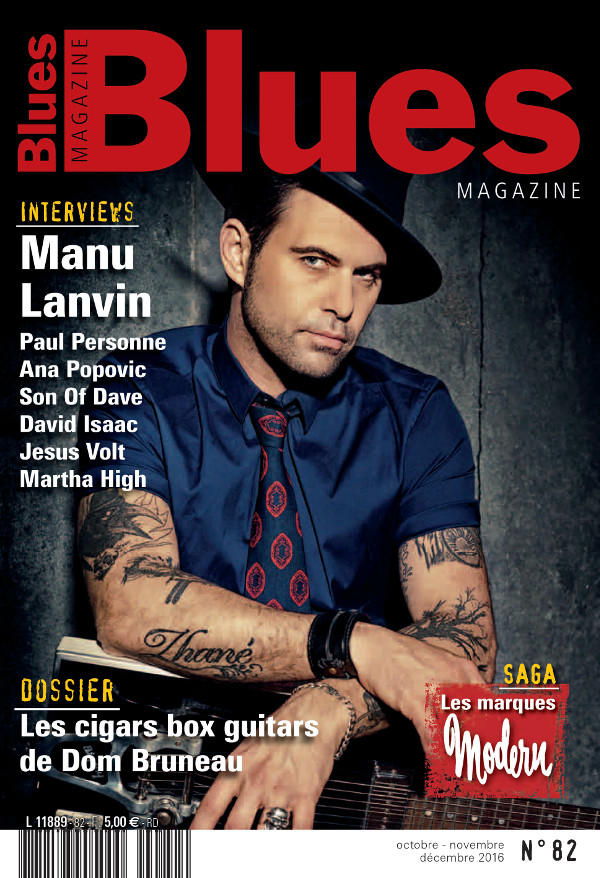 Blues
MAGAZINE
Blues
MAGAZINE
INTERVIEWS
Manu
Lanvin
Paul Personne
Ana Popovic
Son Of Dave
David Isaac
Jesus Volt
Martha High
Thané
SAGA
Les marques
Modern
DOSSIER
Les cigars box guitars
de Dom Bruneau
L 11889 - 82 - F: 5,00 € - RD
octobre - novembre
décembre 2016
N° 82